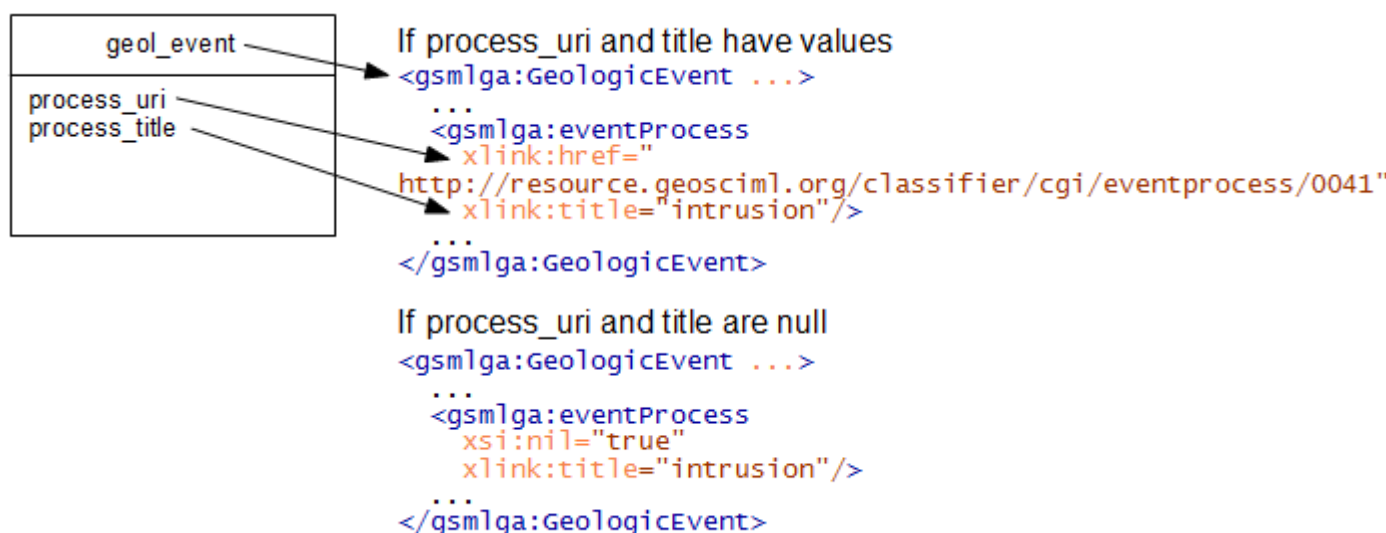 geol_event
process_uri
process_title
If process_uri and title have values
<gsmlga:GeologicEvent ...>
...
<gsmlga:eventProcess
xlink:href="
http://resource.geosciml.org/classifier/cgi/eventprocess/0041"
xlink:title="intrusion"/>
...
</gsmlga:GeologicEvent>
If process_uri and title are null
<gsmlga:GeologicEvent ...>
...
<gsmlga:eventProcess
xsi:nil="true"
xlink:title="intrusion"/>
...
</gsmlga:GeologicEvent>